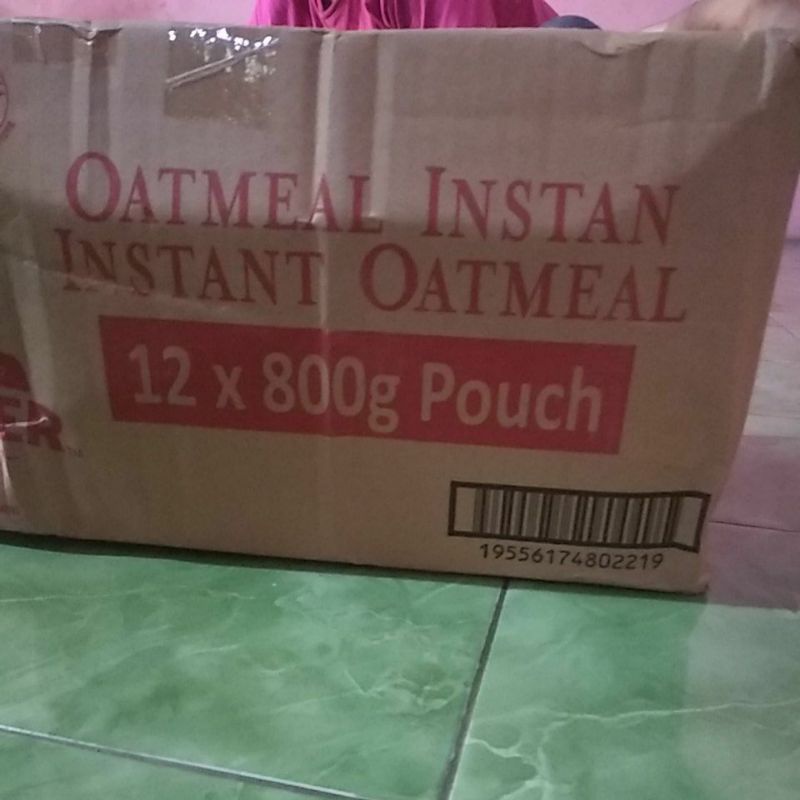 OATMEAL INSTAN
INSTANT OATMEAL
12 x 800g Pouch
19556174802219